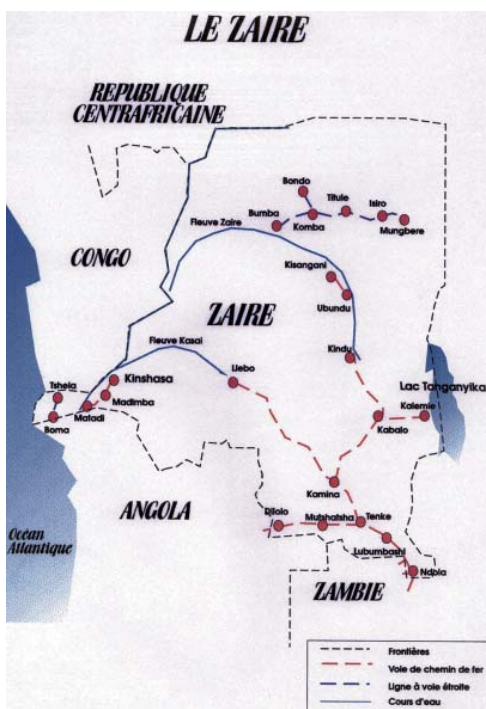 LE ZAIRE
REPUBLIQUE
CENTRAFRICAINE
Bondo
Titule
Isiro
Bumba
Komba
Mungbere
Fleuve Zaire
CONGO
Kisangani
ZAIRE
Ubundu
Fleuve Kasai
Kindu
Ilebo
Lac Tanganyika
Kinshasa
Tshela
Madimba
Kalemie
Matadi
Boma
Kabalo
Kamina
ANGOLA
Dilolo
Mutshatsha
Tenke
Océan
Atlantique
Lubumbashi
Ndola
ZAMBIE
Frontières
Voie de chemin de fer
Ligne à voie étroite
Cours d'eau